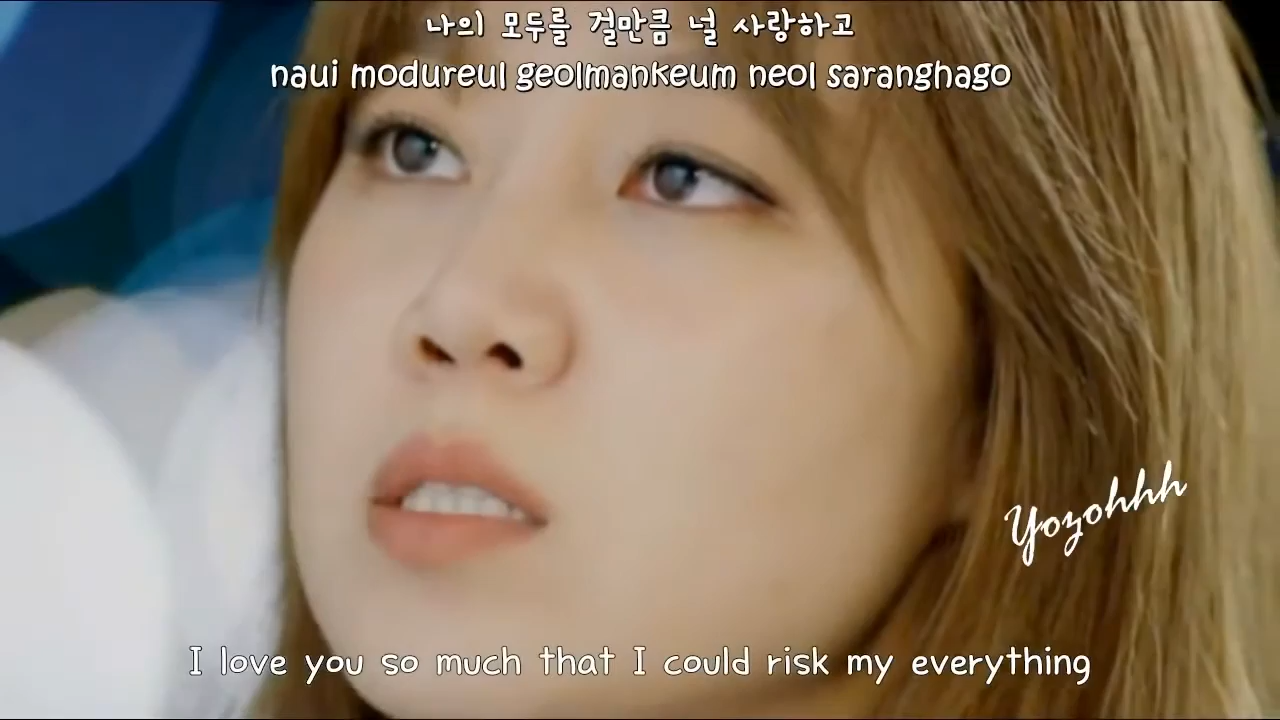 나의 모두를 걸만큼 널 사랑하고
naui modureul geolmankeum neol saranghago
Yozohhh
I love you so much that I could risk my everything